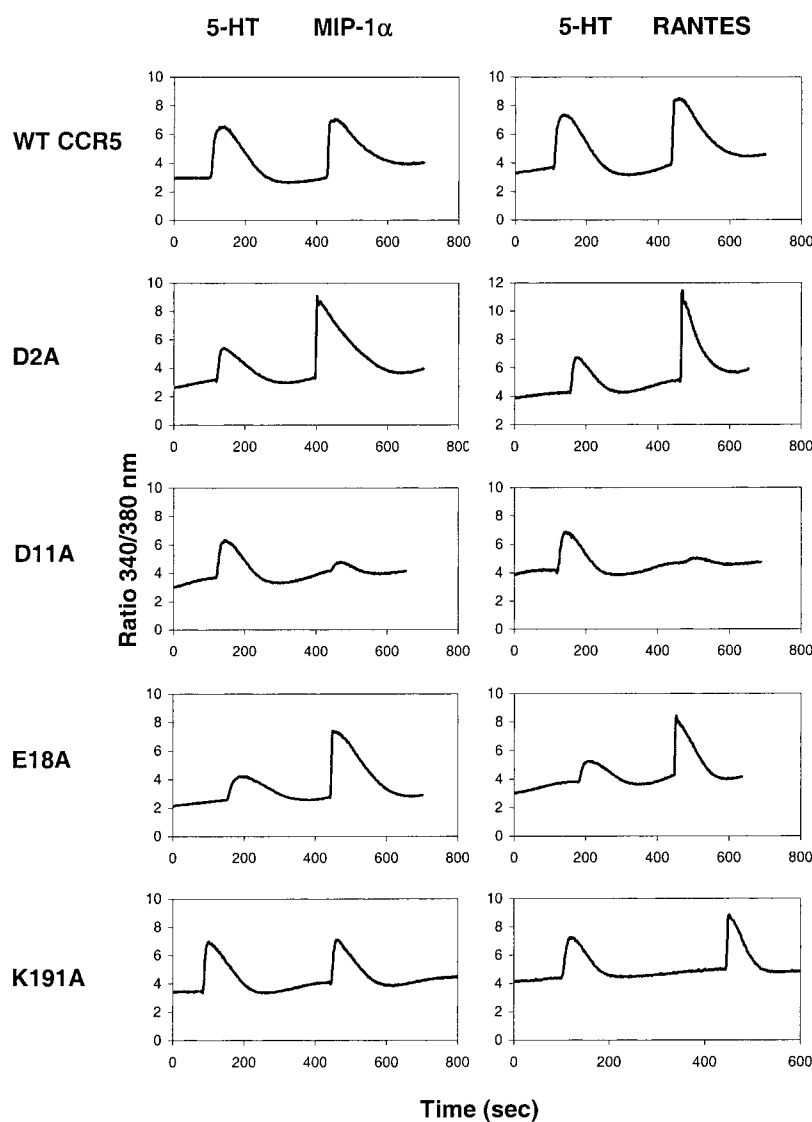 5-HT MIP-1α 5-HT RANTES
WT CCR5
10 8 6 4 2 0
0 200 400 600 800
10 8 6 4 2 0
0 200 400 600 800
D2A
10 8 6 4 2 0
0 200 400 600 800
12 10 8 6 4 2
0 200 400 600 800
D11A
10 8 6 4 2 0
0 200 400 600 800
10 8 6 4 2 0
0 200 400 600 800
E18A
10 8 6 4 2 0
0 200 400 600 800
10 8 6 4 2 0
0 200 400 600 800
K191A
10 8 6 4 2 0
0 200 400 600 800
10 8 6 4 2 0
0 200 400 600
Ratio 340/380 nm
Time (sec)